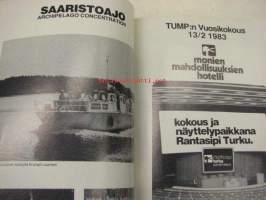 SAARISTOAJO
ARCHIPELAGO CONCENTRATION
TUMP:n Vuosikokous
13/2 1983
monien
mahdollisuuksien
hotelli
kokous ja
näyttelypaikkana
Rantasipi Turku.